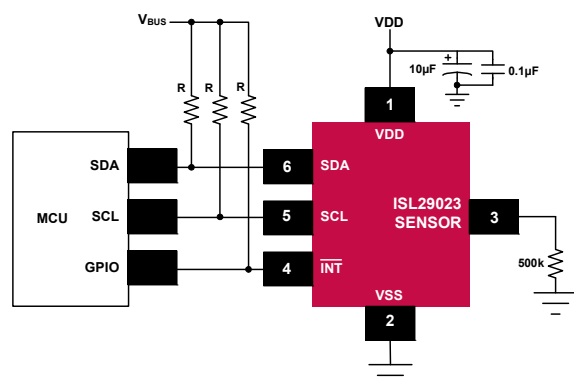 VBUS
VDD
R
R
R
10µF
+
0.1µF
1
VDD
MCU
SDA
SCL
GPIO
6
SDA
5
SCL
4
INT
ISL29023
SENSOR
3
500k
VSS
2